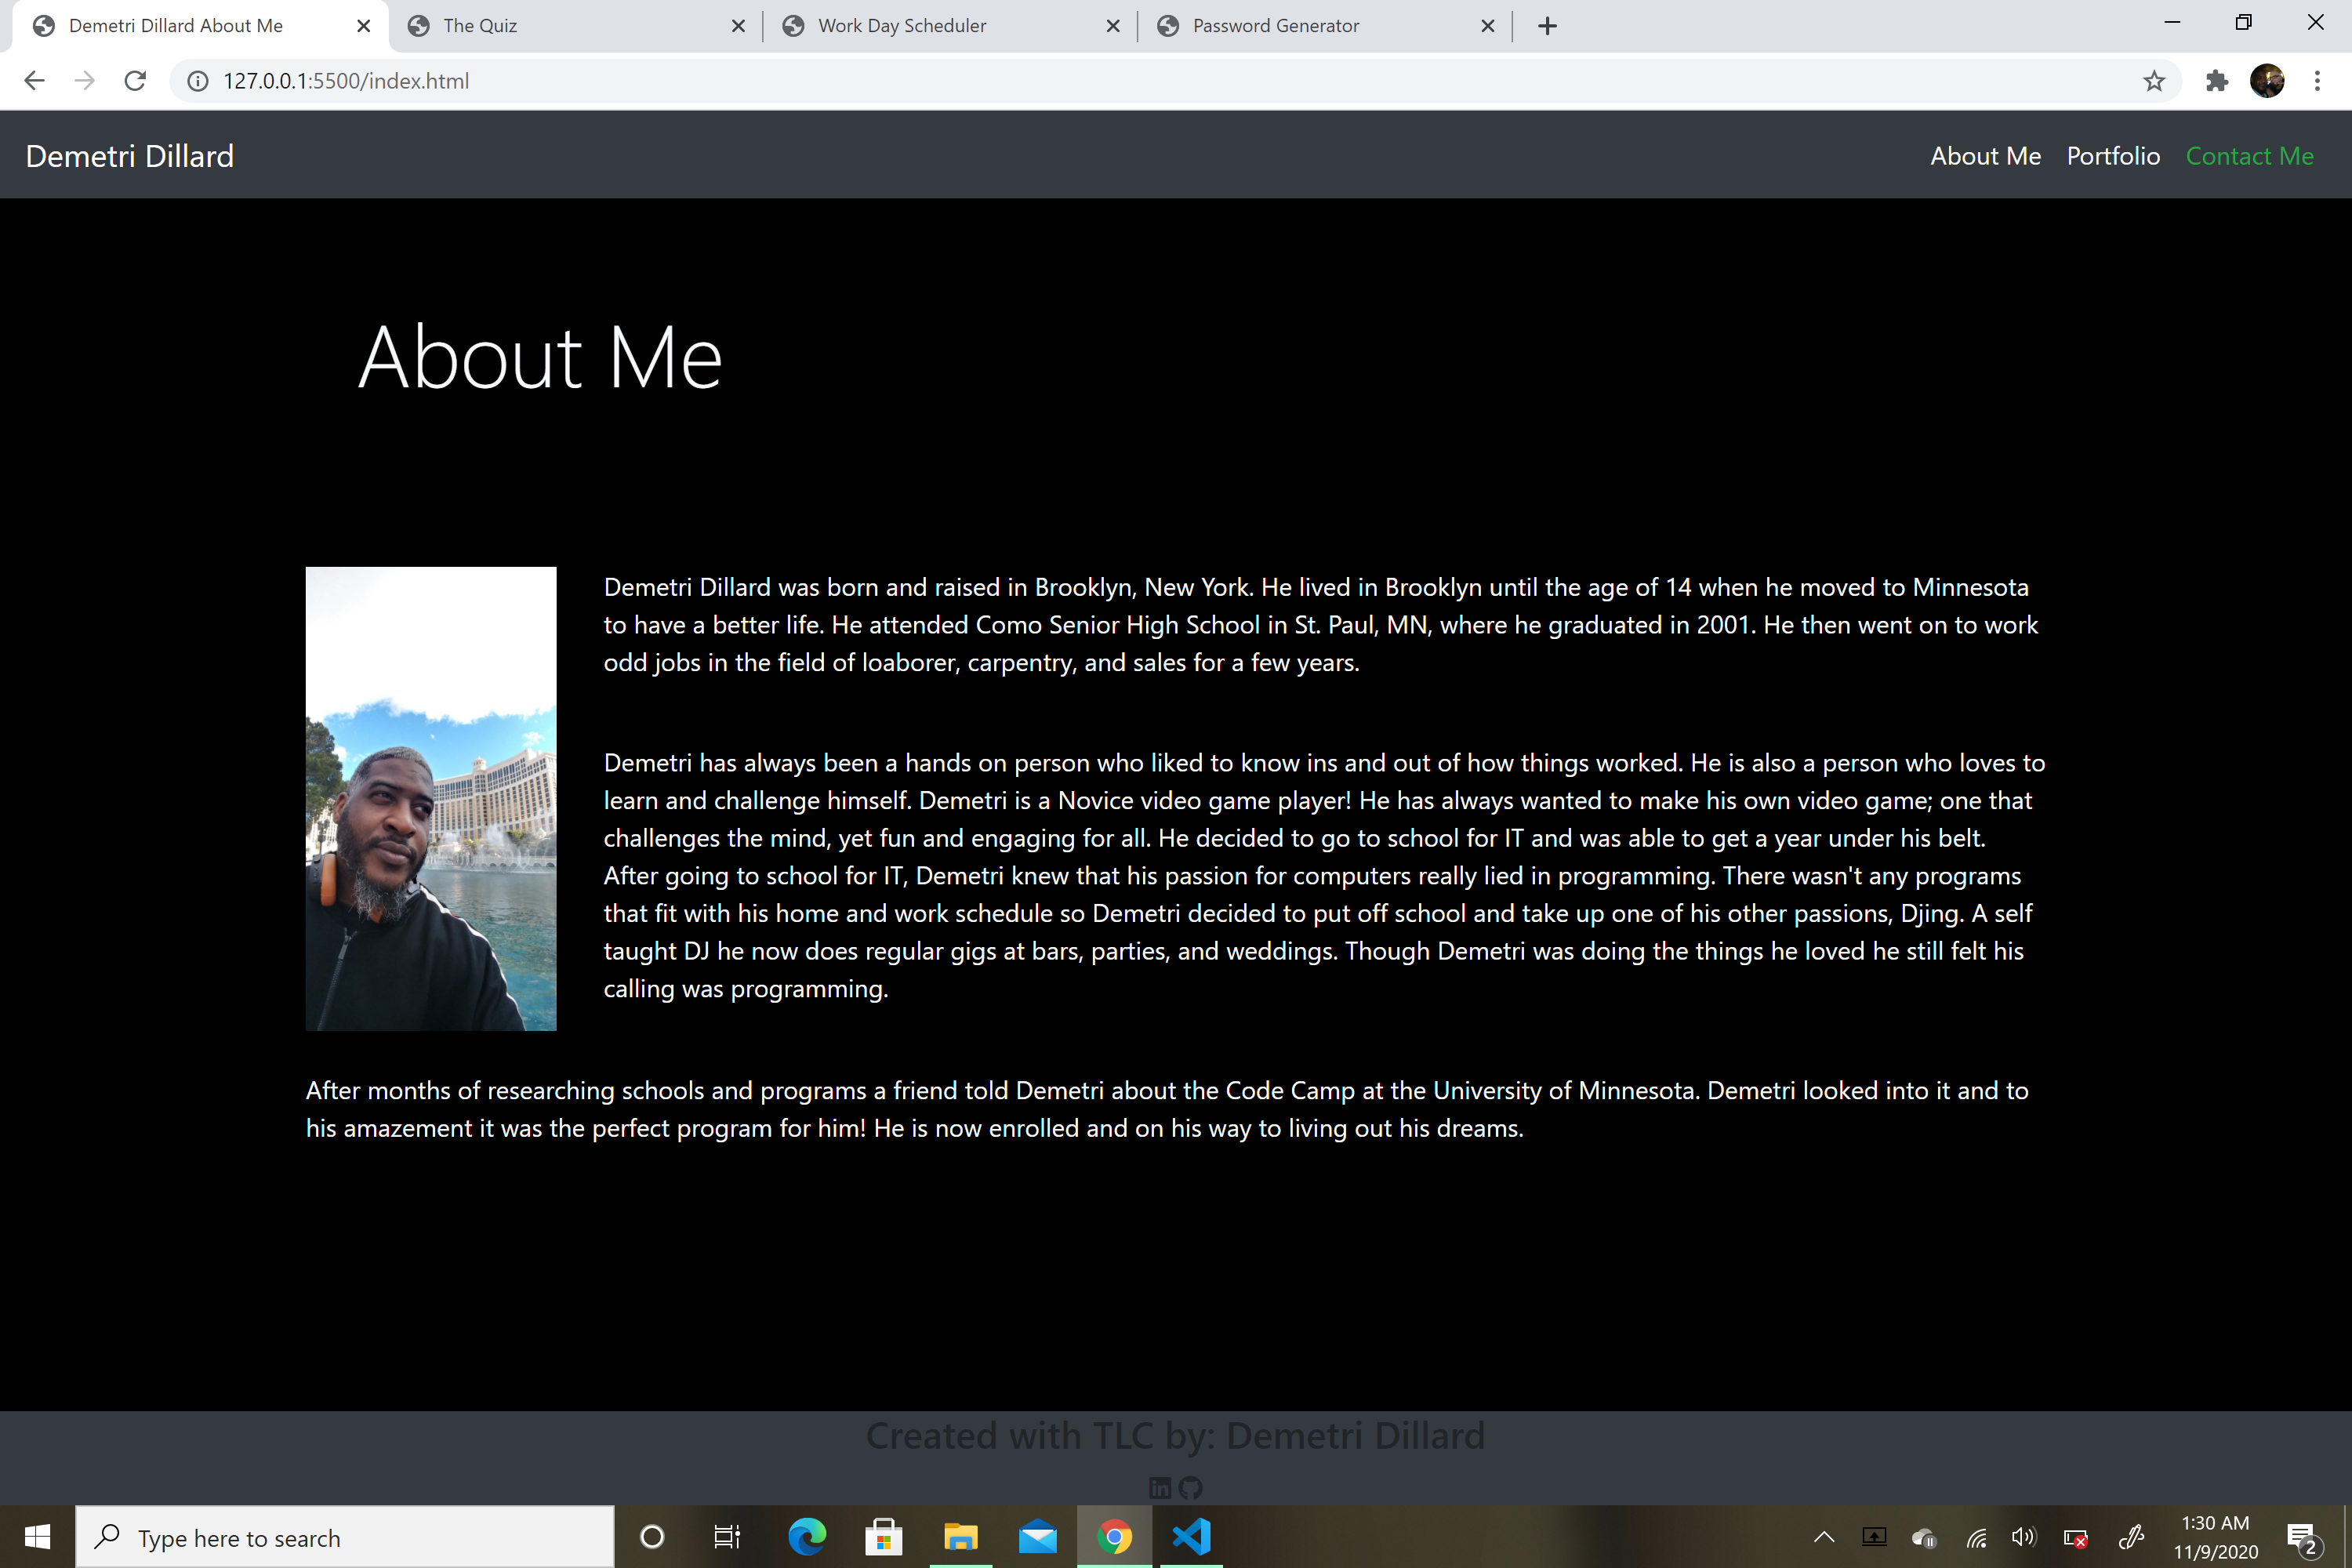 Demetri Dillard About Me
The Quiz
Work Day Scheduler
Password Generator
127.0.0.1:5500/index.html
Demetri Dillard
About Me
Portfolio
Contact Me
About Me
Demetri Dillard was born and raised in Brooklyn, New York. He lived in Brooklyn until the age of 14 when he moved to Minnesota
to have a better life. He attended Como Senior High School in St. Paul, MN, where he graduated in 2001. He then went on to work
odd jobs in the field of loaborer, carpentry, and sales for a few years.
Demetri has always been a hands on person who liked to know ins and out of how things worked. He is also a person who loves to
learn and challenge himself. Demetri is a Novice video game player! He has always wanted to make his own video game; one that
challenges the mind, yet fun and engaging for all. He decided to go to school for IT and was able to get a year under his belt.
After going to school for IT, Demetri knew that his passion for computers really lied in programming. There wasn't any programs
that fit with his home and work schedule so Demetri decided to put off school and take up one of his other passions, Djing. A self
taught DJ he now does regular gigs at bars, parties, and weddings. Though Demetri was doing the things he loved he still felt his
calling was programming.
After months of researching schools and programs a friend told Demetri about the Code Camp at the University of Minnesota. Demetri looked into it and to
his amazement it was the perfect program for him! He is now enrolled and on his way to living out his dreams.
Created with TLC by: Demetri Dillard
Type here to search
1:30 AM
11/9/2020
2